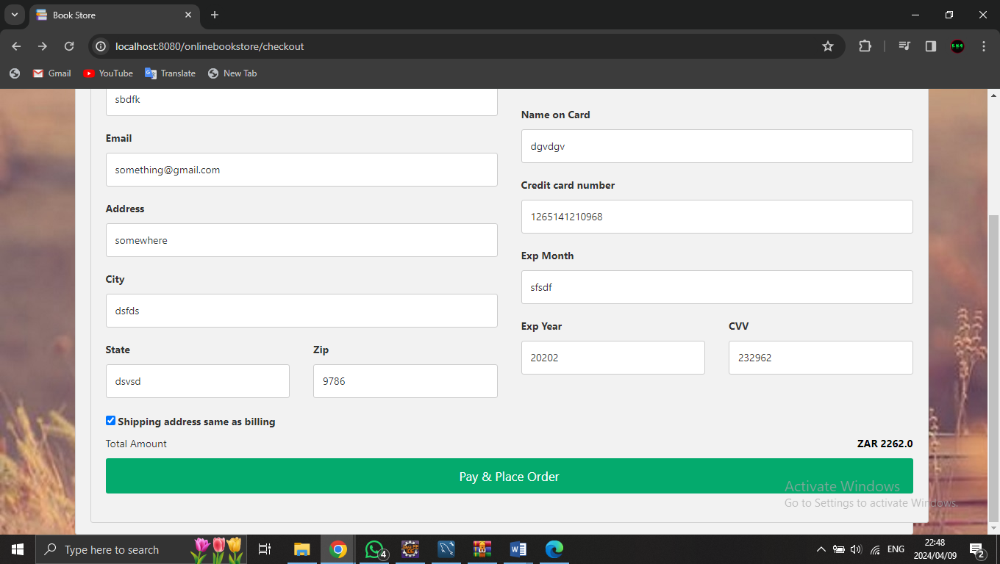 Book Store
localhost:8080/onlinebookstore/checkout
Gmail
YouTube
Translate
New Tab
sbdfk
Email
something@gmail.com
Address
somewhere
City
dsfds
State
Zip
dsvsd
9786
Name on Card
dgvdgv
Credit card number
1265141210968
Exp Month
sfsdf
Exp Year
CVV
20202
232962
Shipping address same as billing
Total Amount
ZAR 2262.0
Pay & Place Order
Activate Windows
Go to Settings to activate Windows.
Type here to search
4
ENG
22:48
2024/04/09
2